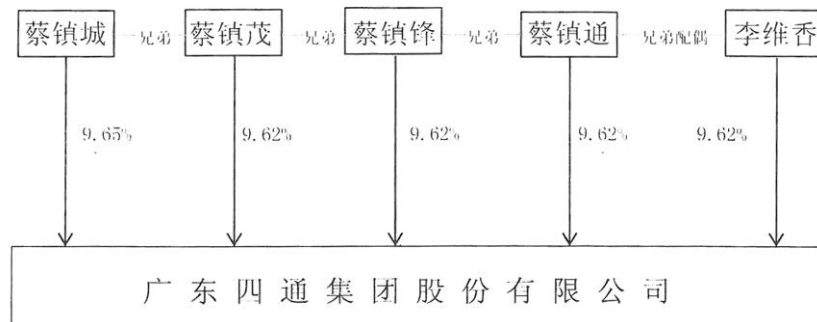 蔡镇城 兄弟 蔡镇茂 兄弟 蔡镇锋 兄弟 蔡镇通 兄弟配偶 李维香
9.65% 9.62% 9.62% 9.62% 9.62%
广东四通集团股份有限公司